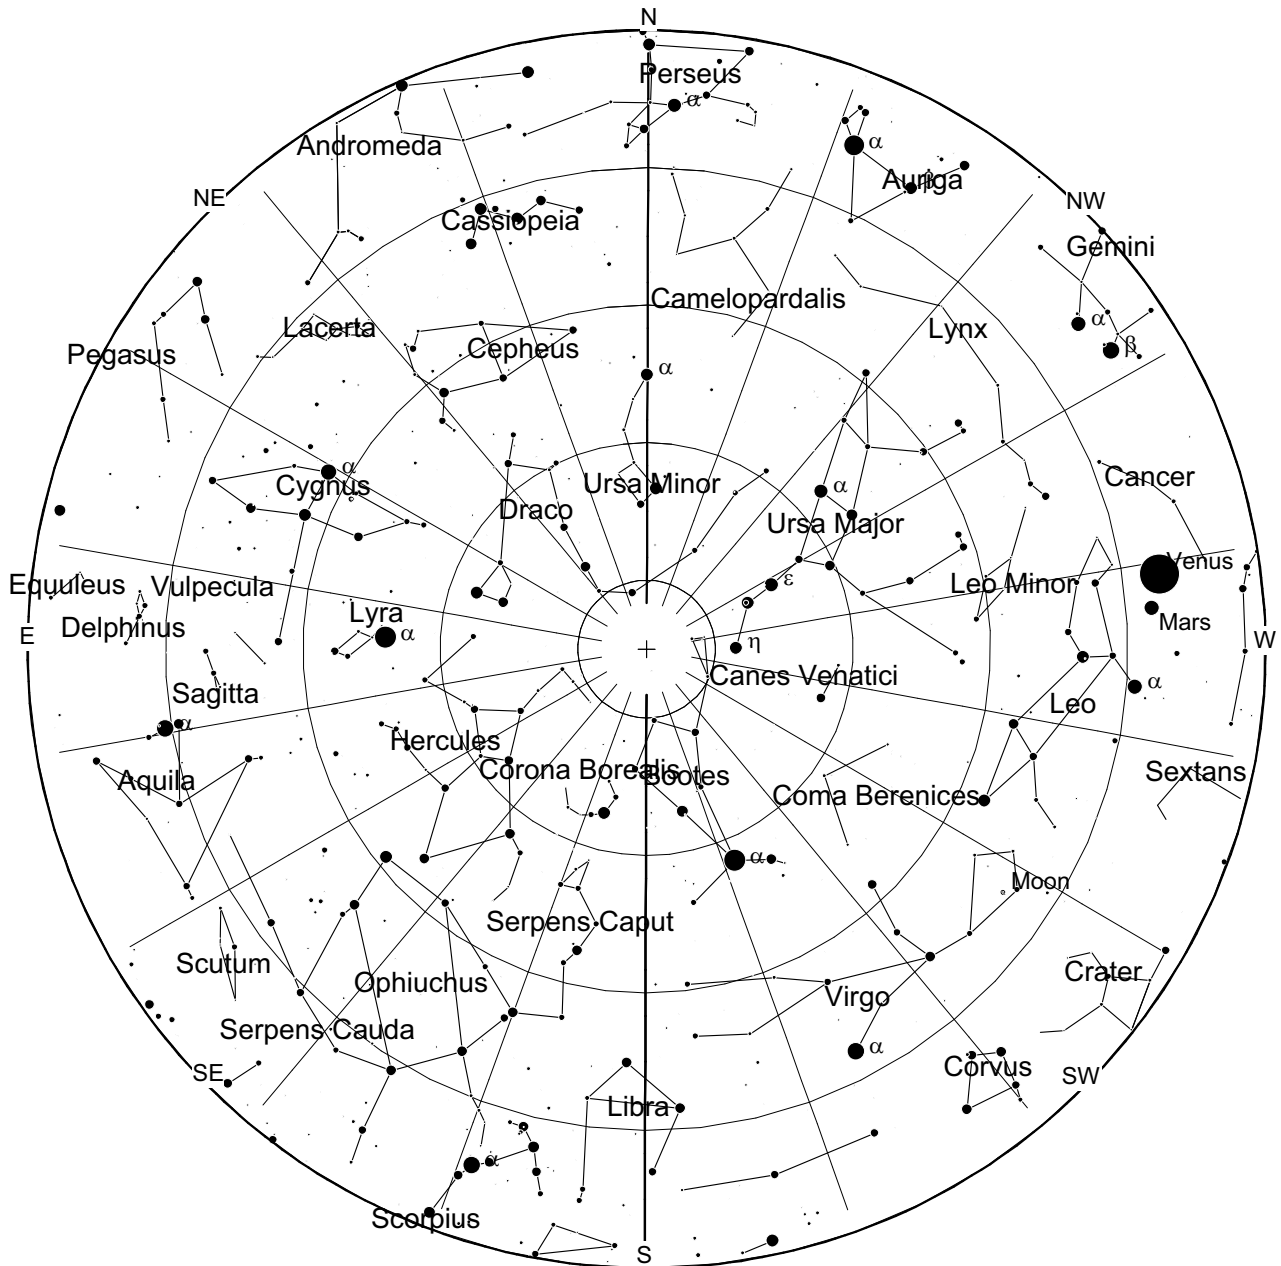 N
Perseus
α
α
Andromeda
Auriga
β
NE
NW
Cassiopeia
Gemini
Camelopardalis
α
Lacerta
Lynx
Cepheus
β
Pegasus
α
α
Cygnus
Cancer
Ursa Minor
α
Draco
Ursa Major
Venus
ε
Equuleus
Vulpecula
Leo Minor
Lyra
α
Delphinus
Mars
E
η
W
Canes Venatici
α
Sagitta
Leo
α
Hercules
Corona Borealis
Bootes
Sextans
Aquila
Coma Berenices
α
Moon
Serpens Caput
Scutum
Crater
Ophiuchus
Virgo
Serpens Cauda
α
Corvus
SE
SW
Libra
α
Scorpius
S